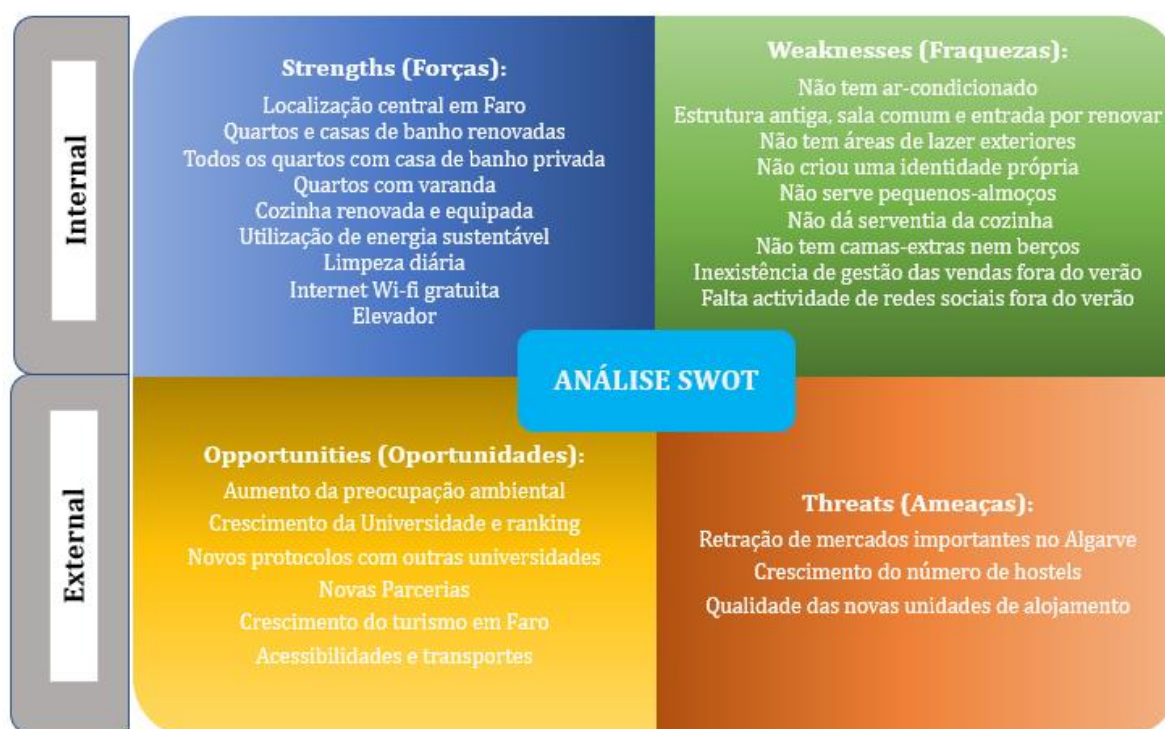 Internal
Strengths (Forças):
Localização central em Faro
Quartos e casas de banho renovadas
Todos os quartos com casa de banho privada
Quartos com varanda
Cozinha renovada e equipada
Utilização de energia sustentável
Limpeza diária
Internet Wi-fi gratuita
Elevador
Weaknesses (Fraquezas):
Não tem ar-condicionado
Estrutura antiga, sala comum e entrada por renovar
Não tem áreas de lazer exteriores
Não criou uma identidade própria
Não serve pequenos-almoços
Não dá serventia da cozinha
Não tem camas-extras nem berços
Inexistência de gestão das vendas fora do verão
Falta actividade de redes sociais fora do verão
ANÁLISE SWOT
External
Opportunities (Oportunidades):
Aumento da preocupação ambiental
Crescimento da Universidade e ranking
Novos protocolos com outras universidades
Novas Parcerias
Crescimento do turismo em Faro
Acessibilidades e transportes
Threats (Ameaças):
Retração de mercados importantes no Algarve
Crescimento do número de hostels
Qualidade das novas unidades de alojamento